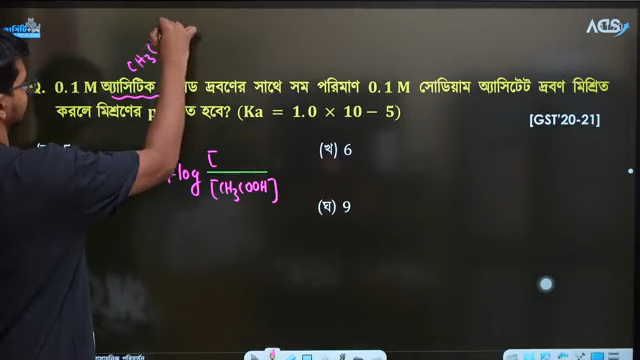 ACS
CH₃C
Q. 0.1 M অ্যাসিটিক দ্রবণের সাথে সম পরিমাণ 0.1 M সোডিয়াম অ্যাসিটেট দ্রবণ মিশ্রিত
করলে মিশ্রণের p হবে? (Ka = 1.0 × 10 − 5)
[GST'20-21]
(খ) 6
log [
[CH₃COOH]
(ঘ) 9